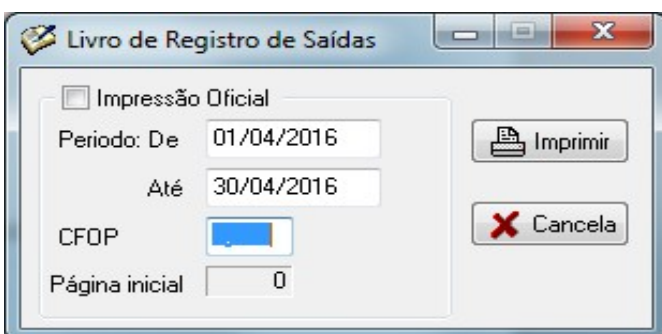 Livro de Registro de Saídas
Impressão Oficial
Periodo: De 01/04/2016
Até 30/04/2016
CFOP .
Página inicial 0
Imprimir
Cancela